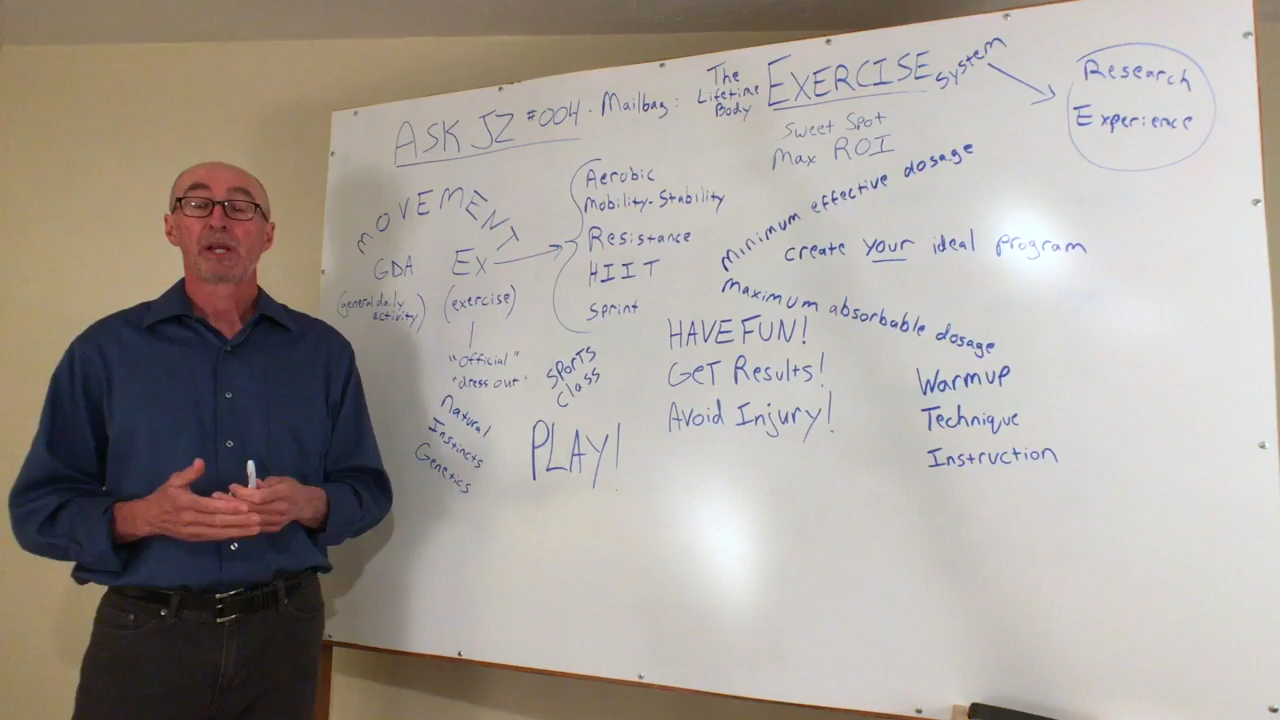 ASK JZ #004 - Mailbag: The Lifetime Body EXERCISE System
Research
Experience
Sweet Spot
Max ROI
MOVEMENT
GDA
(general daily activity)
Ex
(exercise)
"official"
"dress out"
Natural
Instincts
Genetics
Aerobic
Mobility-Stability
Resistance
HIIT
Sprint
SPORTS
class
PLAY!
minimum effective dosage
create your ideal program
maximum absorbable dosage
HAVE FUN!
GET Results!
Avoid Injury!
Warmup
Technique
Instruction